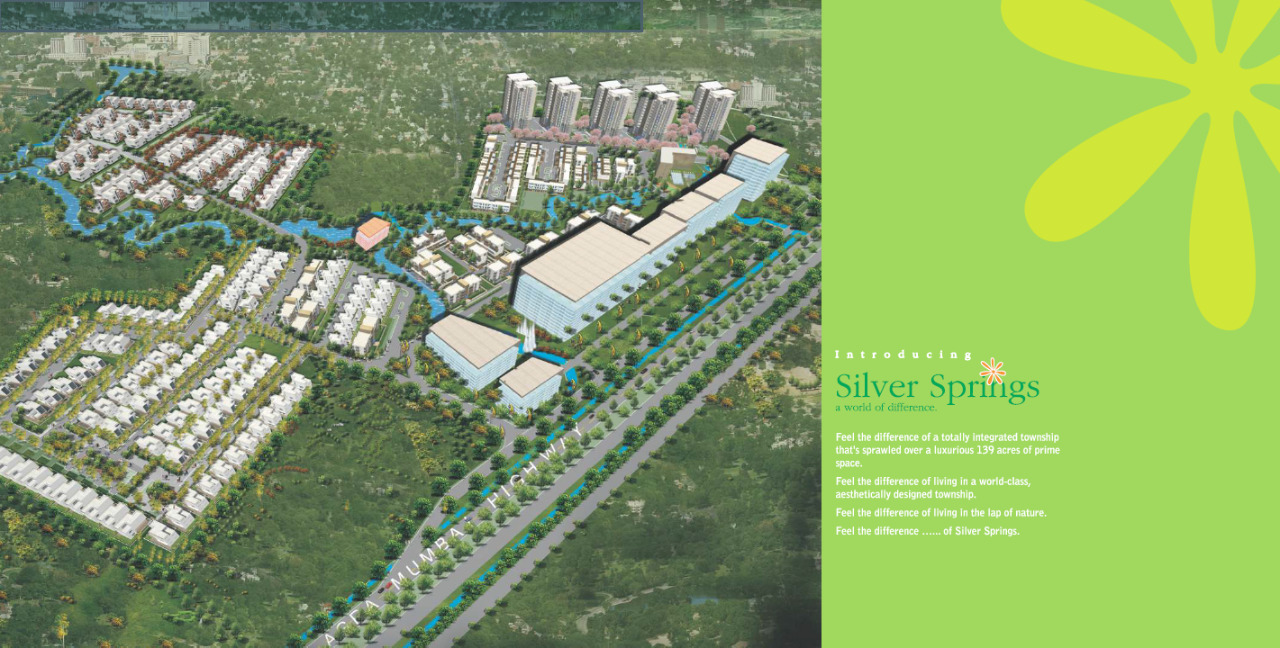 AGRA MUMBAI HIGHWAY
Introducing
Silver Springs
a world of difference.
Feel the difference of a totally integrated township
that's sprawled over a luxurious 139 acres of prime
space.
Feel the difference of living in a world-class,
aesthetically designed township.
Feel the difference of living in the lap of nature.
Feel the difference ...... of Silver Springs.